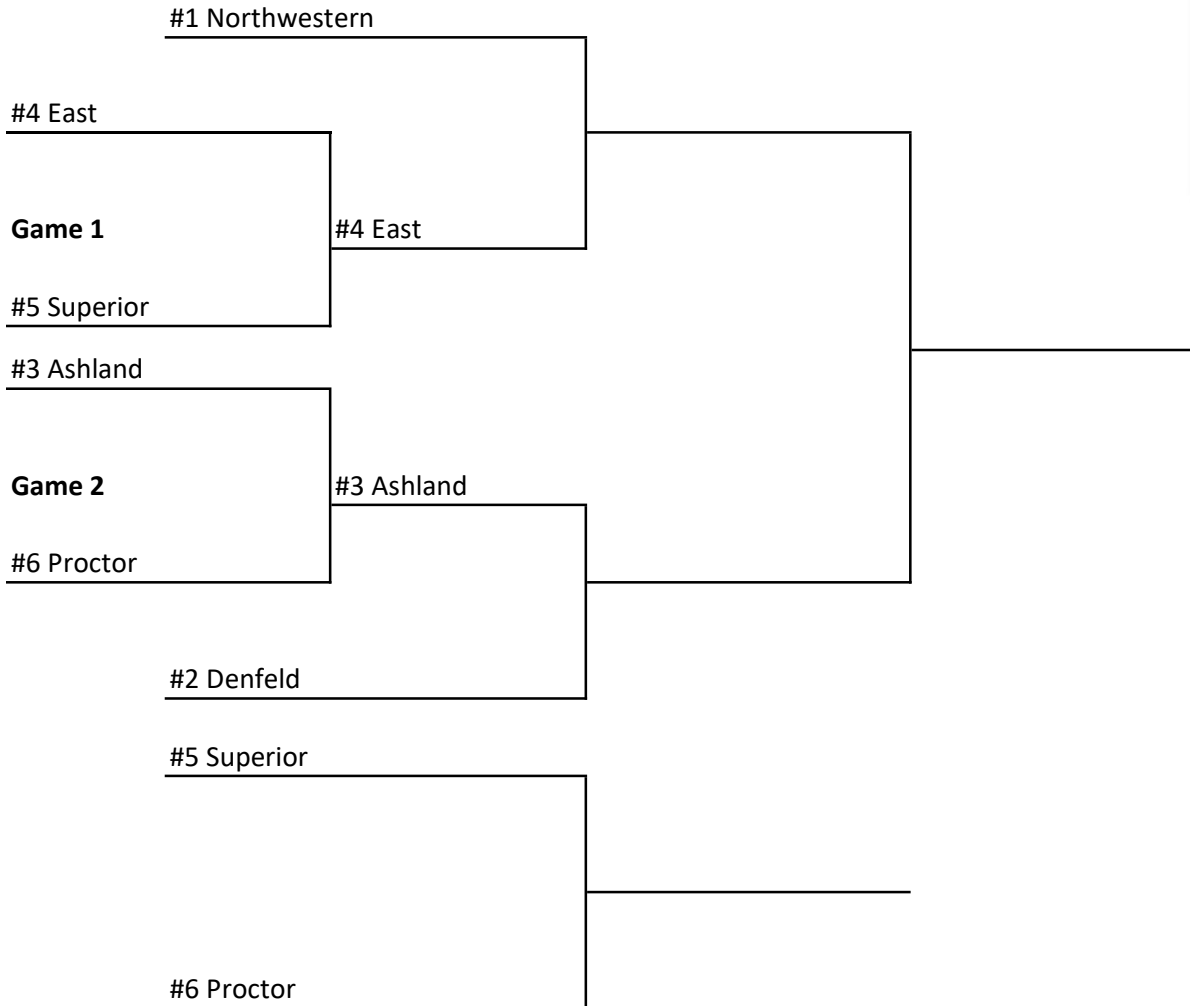 #1 Northwestern
#4 East
Game 1
#4 East
#5 Superior
#3 Ashland
Game 2
#3 Ashland
#6 Proctor
#2 Denfeld
#5 Superior
#6 Proctor